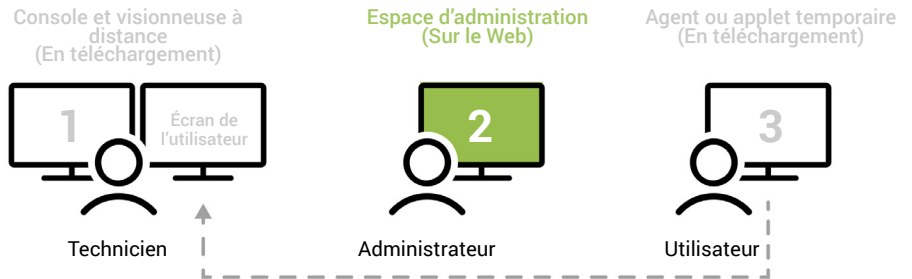 Console et visionneuse à
distance
(En téléchargement)
Espace d'administration
(Sur le Web)
Agent ou applet temporaire
(En téléchargement)
1
Écran de
l'utilisateur
2
3
Technicien
Administrateur
Utilisateur